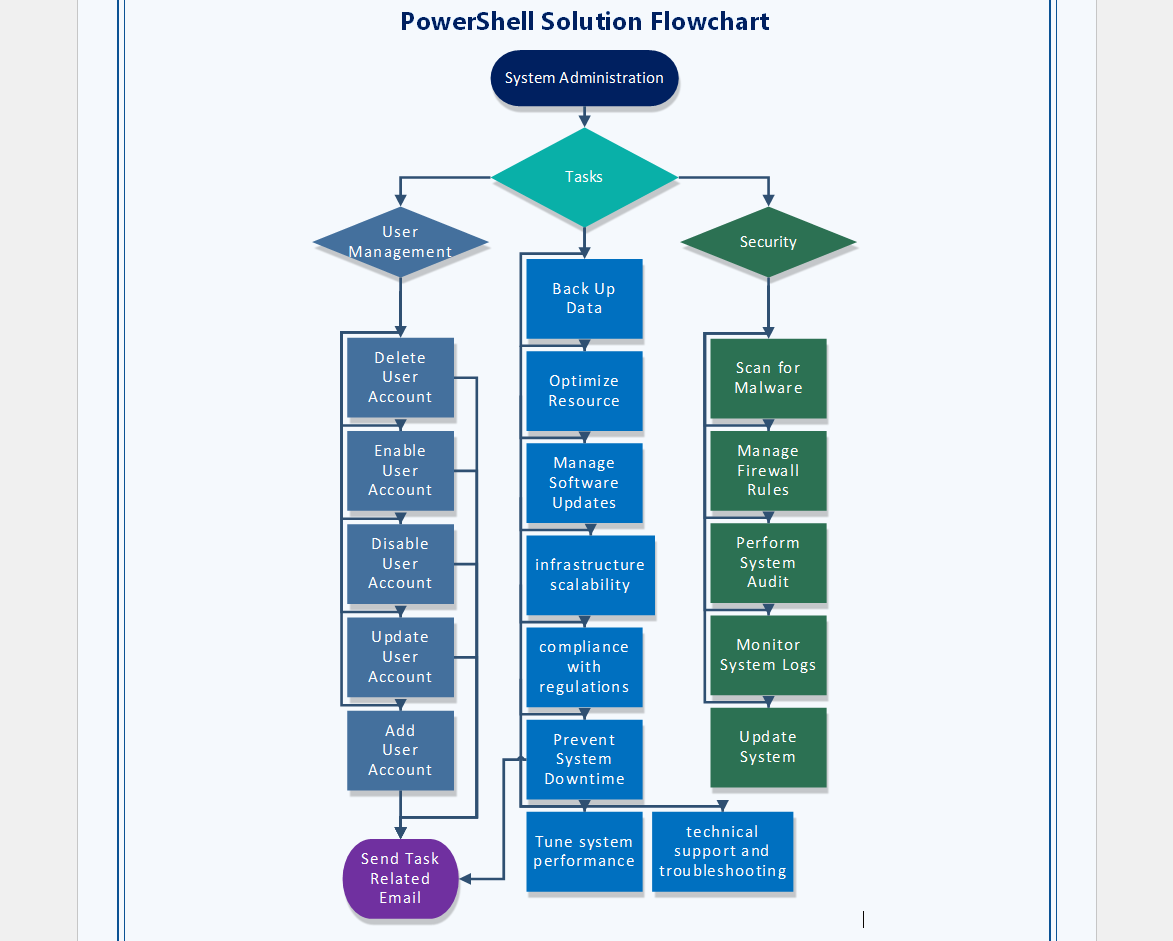 PowerShell Solution Flowchart
System Administration
Tasks
User
Management
Security
Delete
User
Account
Enable
User
Account
Disable
User
Account
Update
User
Account
Add
User
Account
Send Task
Related
Email
Back Up
Data
Optimize
Resource
Manage
Software
Updates
infrastructure
scalability
compliance
with
regulations
Prevent
System
Downtime
Tune system
performance
technical
support and
troubleshooting
Scan for
Malware
Manage
Firewall
Rules
Perform
System
Audit
Monitor
System Logs
Update
System